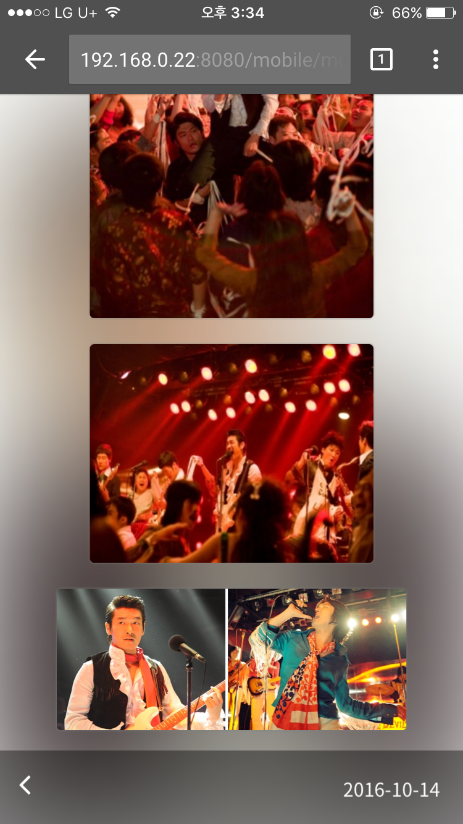 LG U+ 오후 3:34 66%
192.168.0.22:8080/mobile/m
1
2016-10-14